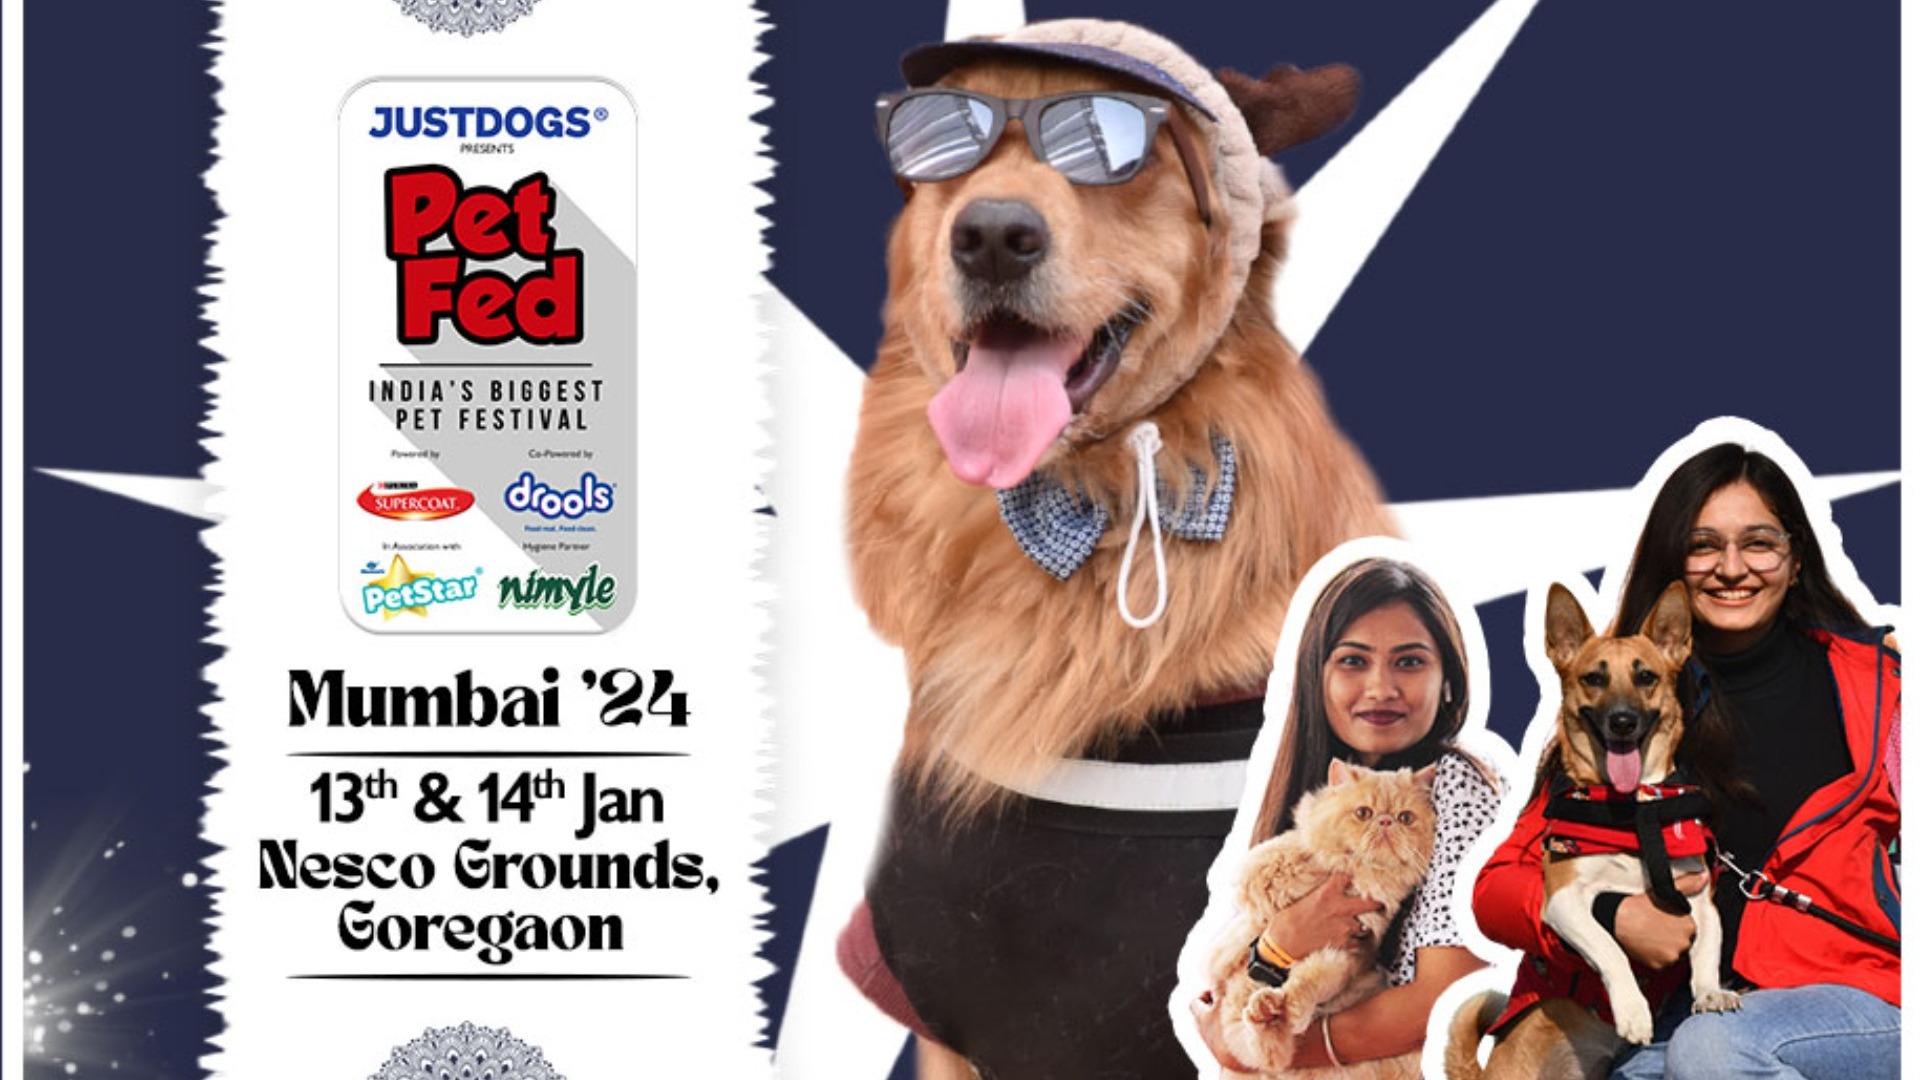 JUSTDOGS®
PRESENTS
Pet
Fed
INDIA'S BIGGEST
PET FESTIVAL
Powered by
Co-Powered by
SUPERCOAT
drools
In Association with
Hygiene Partner
PetStar
nimyle
Mumbai '24
13th & 14th Jan
Nesco Grounds,
Goregaon